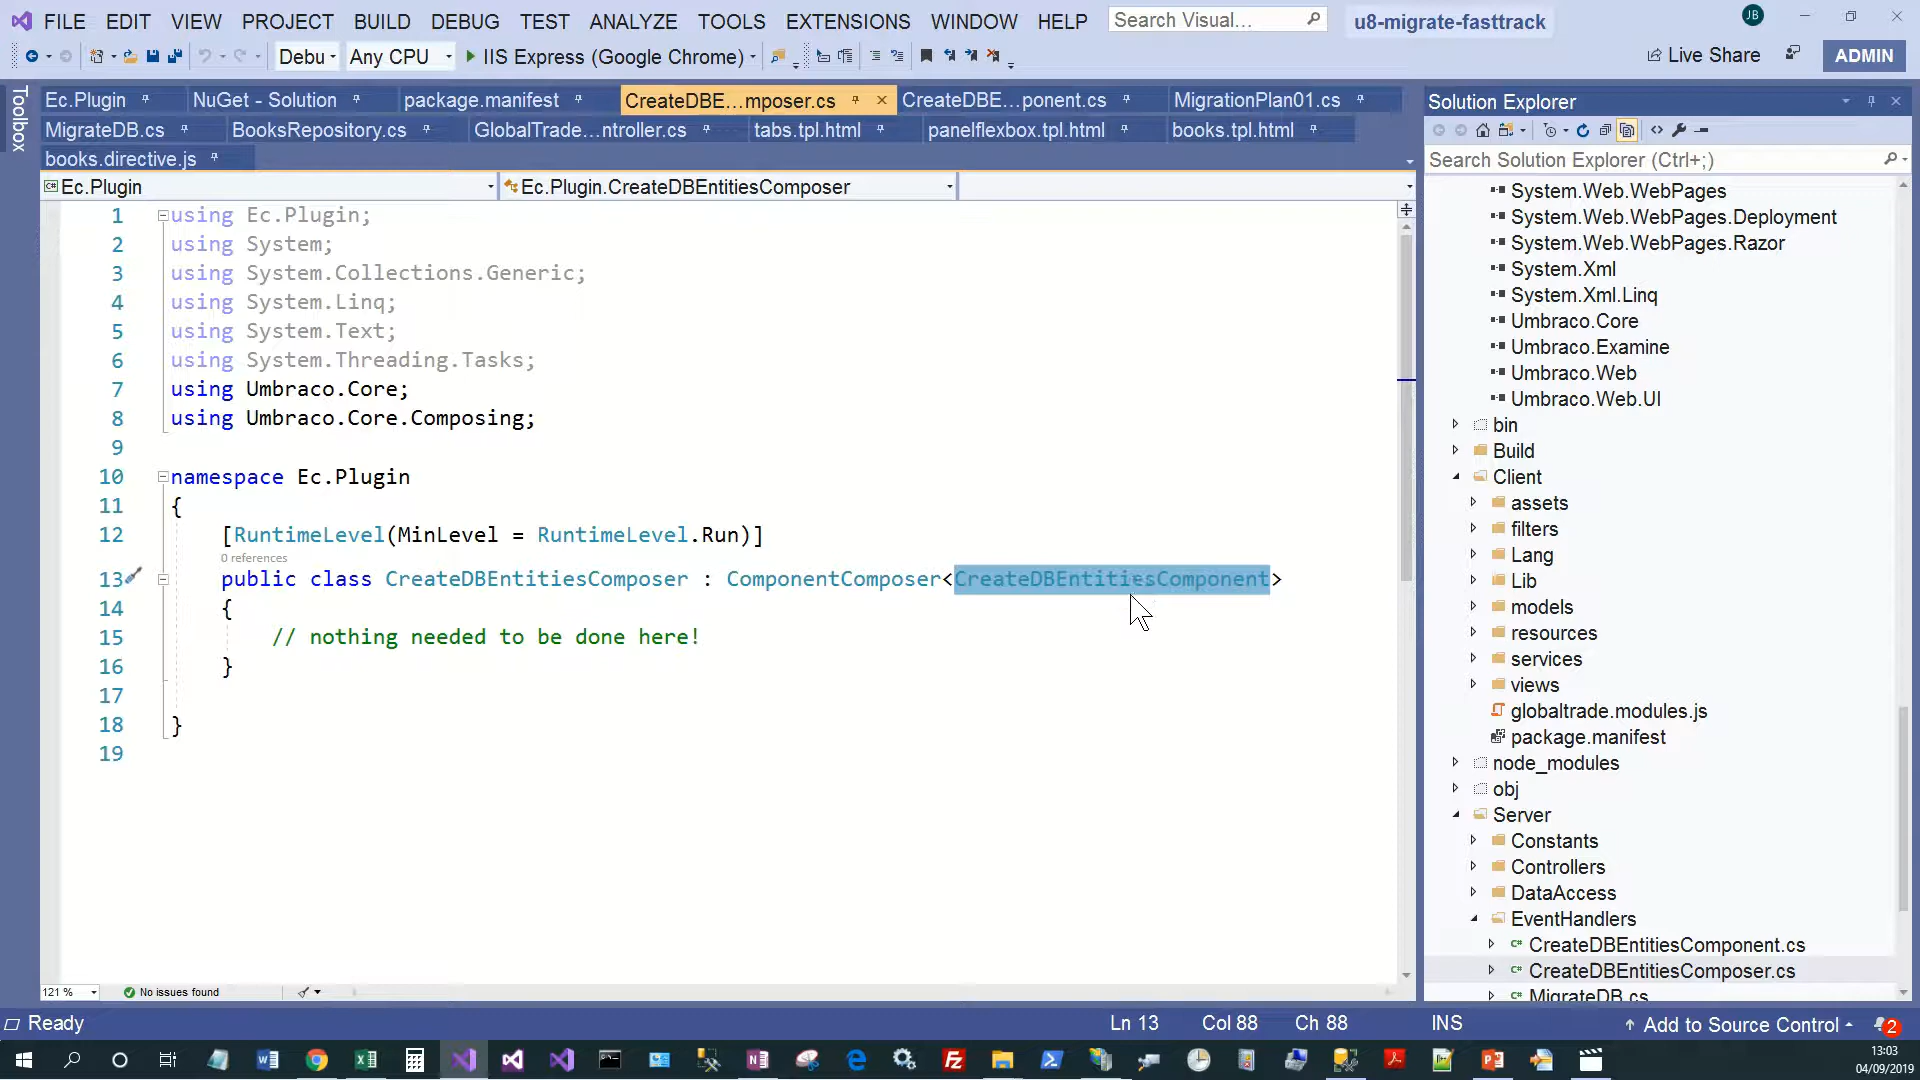 FILE EDIT VIEW PROJECT BUILD DEBUG TEST ANALYZE TOOLS EXTENSIONS WINDOW HELP Search Visual... u8-migrate-fasttrack JB
Debu Any CPU IIS Express (Google Chrome) Live Share ADMIN
Toolbox
Ec.Plugin NuGet - Solution package.manifest CreateDBE...mposer.cs CreateDBE...ponent.cs MigrationPlan01.cs
MigrateDB.cs BooksRepository.cs GlobalTrade...ntroller.cs tabs.tpl.html panelflexbox.tpl.html books.tpl.html
books.directive.js
Ec.Plugin Ec.Plugin.CreateDBEntitiesComposer
1 using Ec.Plugin;
2 using System;
3 using System.Collections.Generic;
4 using System.Linq;
5 using System.Text;
6 using System.Threading.Tasks;
7 using Umbraco.Core;
8 using Umbraco.Core.Composing;
9
10 namespace Ec.Plugin
11 {
12 [RuntimeLevel(MinLevel = RuntimeLevel.Run)]
0 references
13 public class CreateDBEntitiesComposer : ComponentComposer<CreateDBEntitiesComponent>
14 {
15 // nothing needed to be done here!
16 }
17
18 }
19
121 % No issues found
Solution Explorer
Search Solution Explorer (Ctrl+;)
System.Web.WebPages
System.Web.WebPages.Deployment
System.Web.WebPages.Razor
System.Xml
System.Xml.Linq
Umbraco.Core
Umbraco.Examine
Umbraco.Web
Umbraco.Web.UI
bin
Build
Client
assets
filters
Lang
Lib
models
resources
services
views
globaltrade.modules.js
package.manifest
node_modules
obj
Server
Constants
Controllers
DataAccess
EventHandlers
C# CreateDBEntitiesComponent.cs
C# CreateDBEntitiesComposer.cs
C# MigrateDB.cs
Ready Ln 13 Col 88 Ch 88 INS Add to Source Control 2
13:03
04/09/2019